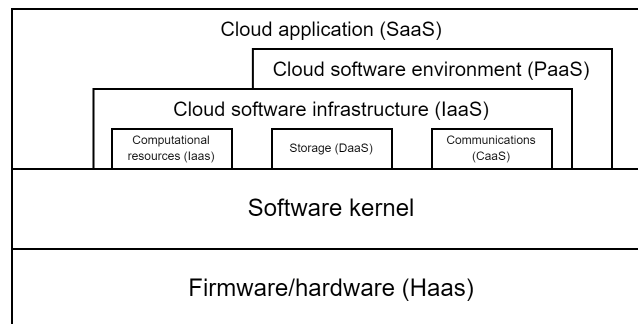 Cloud application (SaaS)
Cloud software environment (PaaS)
Cloud software infrastructure (IaaS)
Computational
resources (Iaas)
Storage (DaaS)
Communications
(CaaS)
Software kernel
Firmware/hardware (Haas)